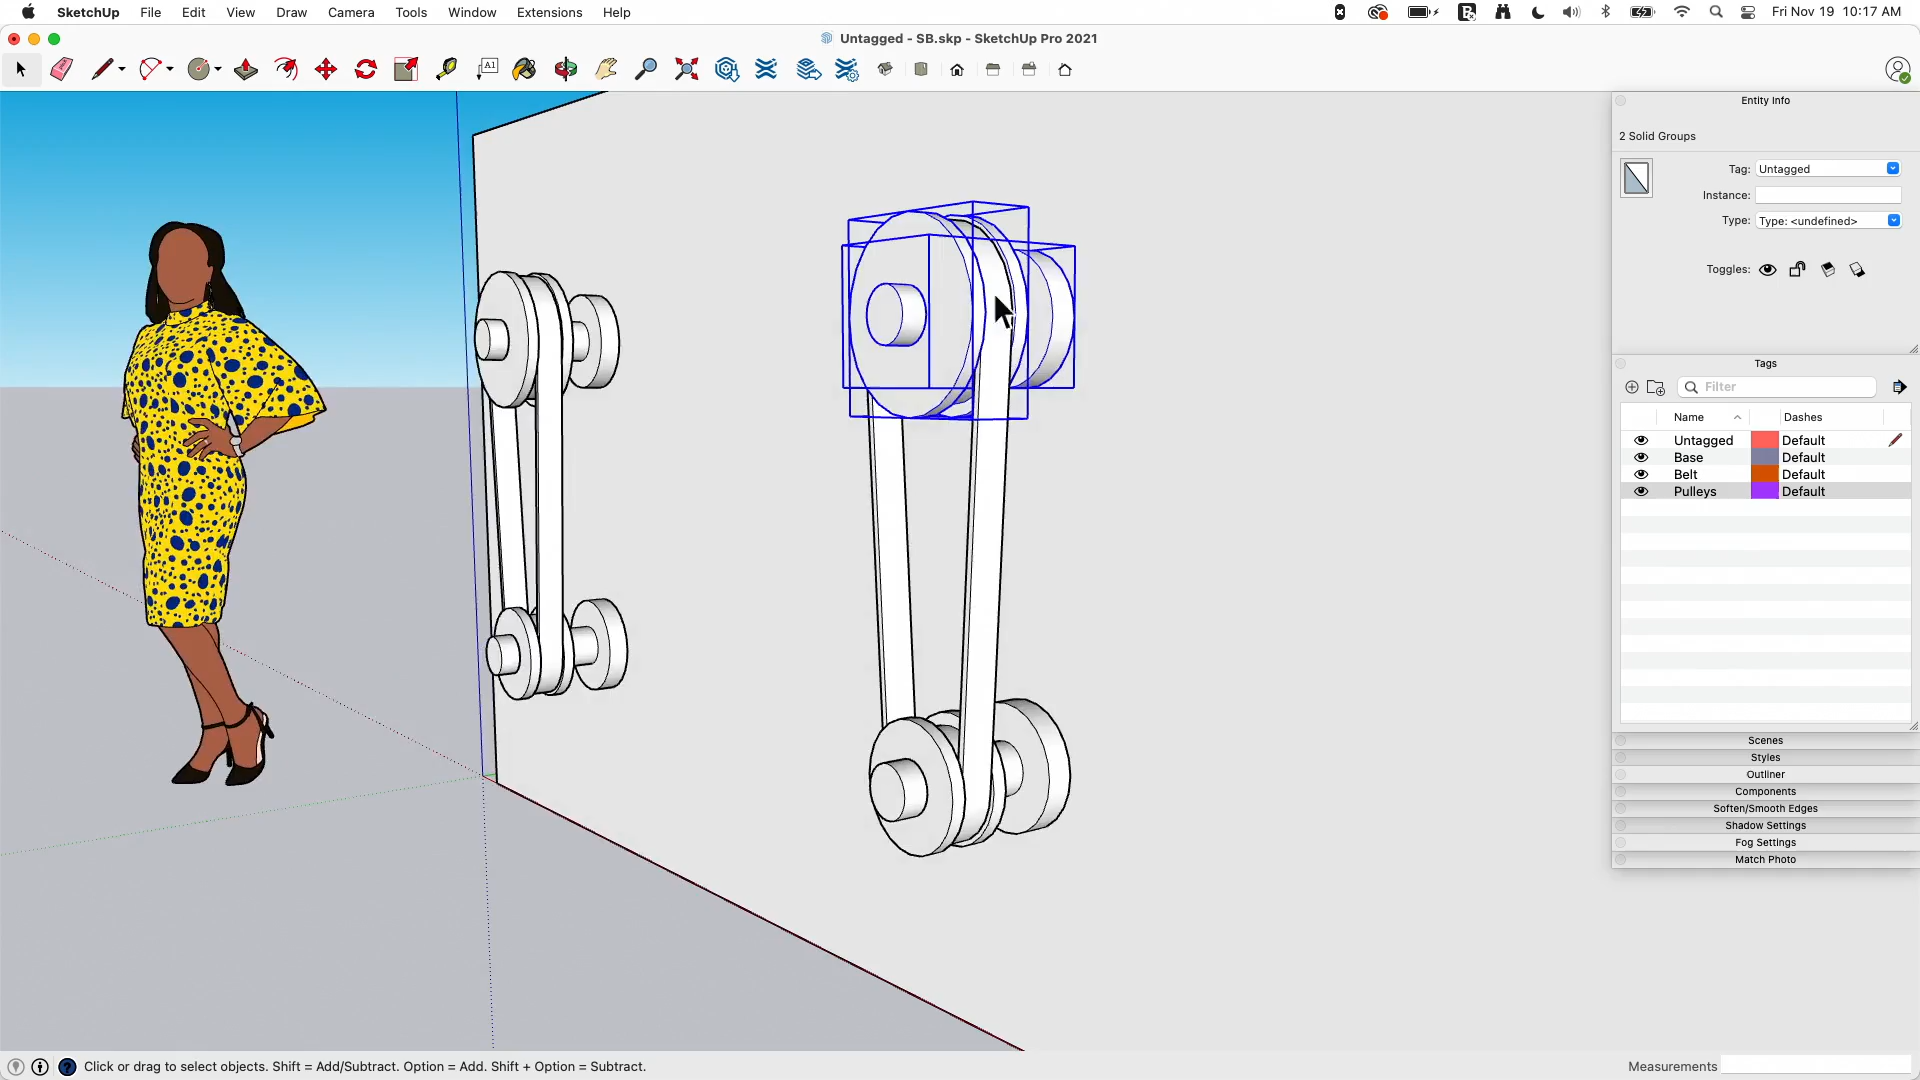 SketchUp File Edit View Draw Camera Tools Window Extensions Help Fri Nov 19 10:17 AM
Untagged - SB.skp - SketchUp Pro 2021
A1
Entity Info
2 Solid Groups
Tag: Untagged
Instance:
Type: Type: <undefined>
Toggles:
Tags
Filter
Name Dashes
Untagged Default
Base Default
Belt Default
Pulleys Default
Scenes
Styles
Outliner
Components
Soften/Smooth Edges
Shadow Settings
Fog Settings
Match Photo
Click or drag to select objects. Shift = Add/Subtract. Option = Add. Shift + Option = Subtract. Measurements